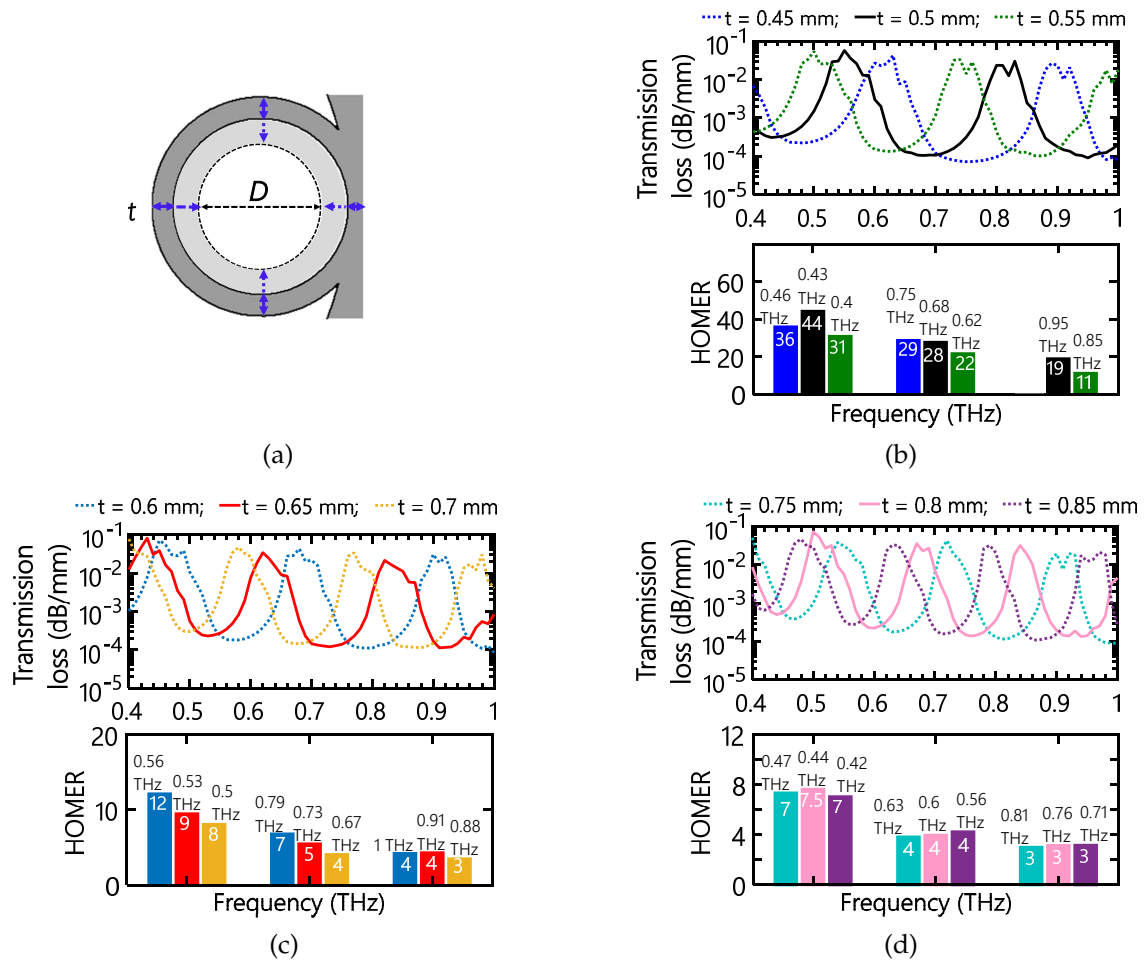 t
D
(a)
t = 0.45 mm; t = 0.5 mm; t = 0.55 mm
Transmission
loss (dB/mm)
10⁻¹
10⁻²
10⁻³
10⁻⁴
10⁻⁵
0.4 0.5 0.6 0.7 0.8 0.9 1
HOMER
60
40
20
0
0.46
THz
36
0.43
THz
44
0.4
THz
31
0.75
THz
29
0.68
THz
28
0.62
THz
22
0.95
THz
19
0.85
THz
11
Frequency (THz)
(b)
t = 0.6 mm; t = 0.65 mm; t = 0.7 mm
Transmission
loss (dB/mm)
10⁻¹
10⁻²
10⁻³
10⁻⁴
10⁻⁵
0.4 0.5 0.6 0.7 0.8 0.9 1
HOMER
20
10
0
0.56
THz
12
0.53
THz
9
0.5
THz
8
0.79
THz
7
0.73
THz
5
0.67
THz
4
1 THz
4
0.91
THz
4
0.88
THz
3
Frequency (THz)
(c)
t = 0.75 mm; t = 0.8 mm; t = 0.85 mm
Transmission
loss (dB/mm)
10⁻¹
10⁻²
10⁻³
10⁻⁴
10⁻⁵
0.4 0.5 0.6 0.7 0.8 0.9 1
HOMER
12
8
4
0
0.47
THz
7
0.44
THz
7.5
0.42
THz
7
0.63
THz
4
0.6
THz
4
0.56
THz
4
0.81
THz
3
0.76
THz
3
0.71
THz
3
Frequency (THz)
(d)